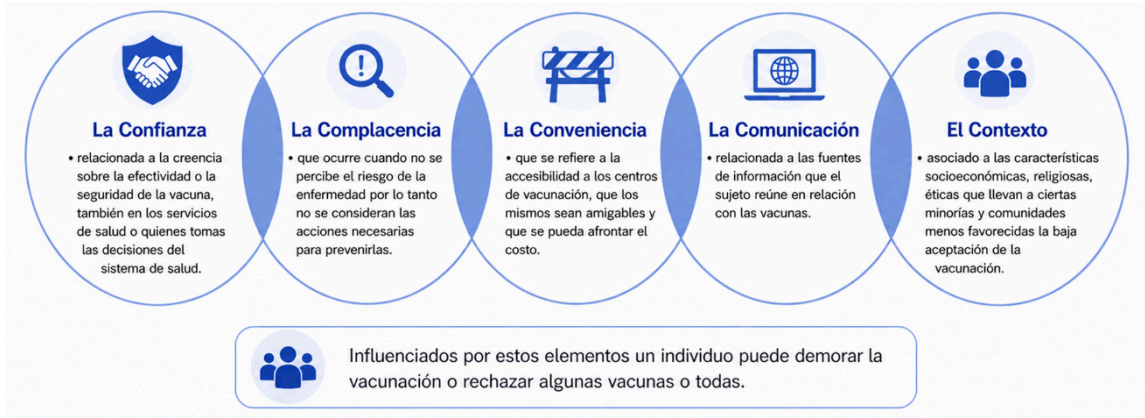 La Confianza
• relacionada a la creencia
sobre la efectividad o la
seguridad de la vacuna,
también en los servicios
de salud o quienes tomas
las decisiones del
sistema de salud.
La Complacencia
• que ocurre cuando no se
percibe el riesgo de la
enfermedad por lo tanto
no se consideran las
acciones necesarias
para prevenirlas.
La Conveniencia
• que se refiere a la
accesibilidad a los centros
de vacunación, que los
mismos sean amigables y
que se pueda afrontar el
costo.
La Comunicación
• relacionada a las fuentes
de información que el
sujeto reúne en relación
con las vacunas.
El Contexto
• asociado a las características
socioeconómicas, religiosas,
éticas que llevan a ciertas
minorías y comunidades
menos favorecidas la baja
aceptación de la
vacunación.
Influenciados por estos elementos un individuo puede demorar la
vacunación o rechazar algunas vacunas o todas.